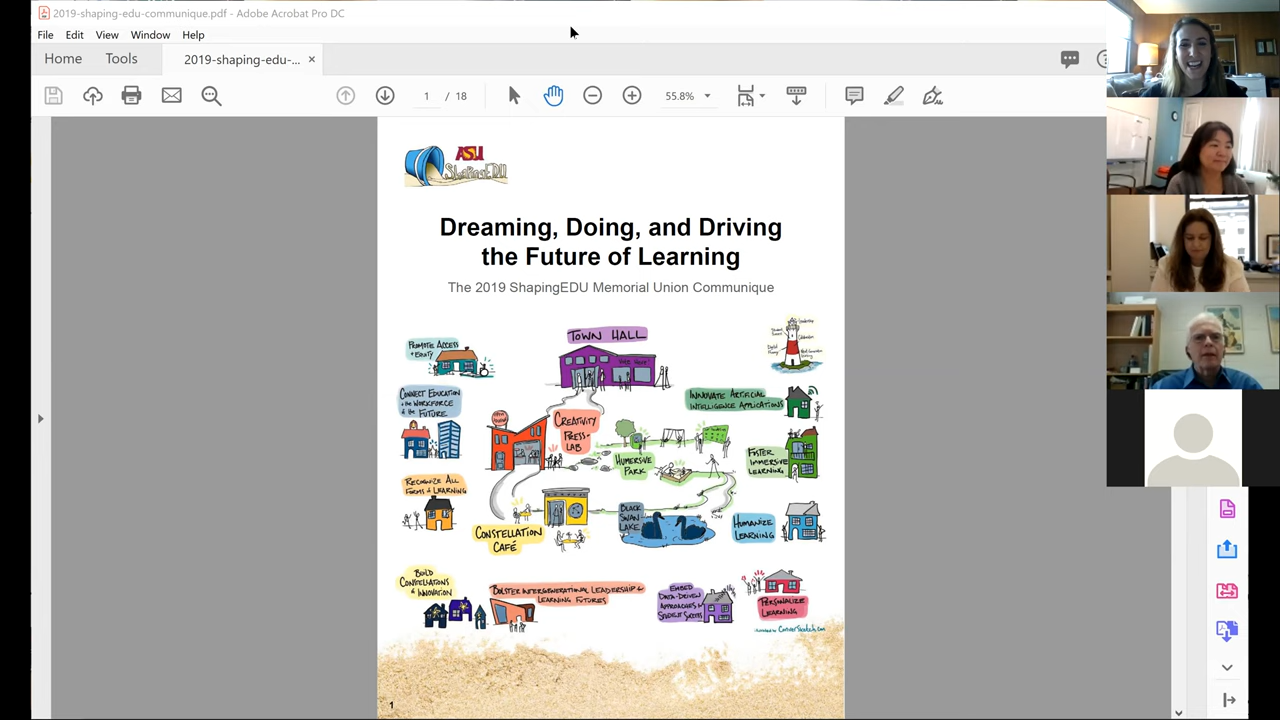 2019-shaping-edu-communique.pdf - Adobe Acrobat Pro DC
File Edit View Window Help
Home Tools 2019-shaping-edu-... ×
1 / 18 55.8%
ASU
ShapingEDU
Dreaming, Doing, and Driving
the Future of Learning
The 2019 ShapingEDU Memorial Union Communique
PROMOTE ACCESS
+ EQUITY
TOWN HALL
CONNECT EDUCATION
+ the WORKFORCE
of the FUTURE
INNOVATE ARTIFICIAL
INTELLIGENCE APPLICATIONS
CREATIVITY
PRESS-
LAB
HUMERSIVE
PARK
FOSTER
IMMERSIVE
LEARNING
RECOGNIZE ALL
FORMS of LEARNING
CONSTELLATION
CAFÉ
BLACK
SWAN
LAKE
HUMANIZE
LEARNING
BUILD
CONSTELLATIONS
of INNOVATION
BOLSTER INTERGENERATIONAL LEADERSHIP &
LEARNING FUTURES
EMBED
DATA-DRIVEN
APPROACHES to
STUDENT SUCCESS
PERSONALIZE
LEARNING
1